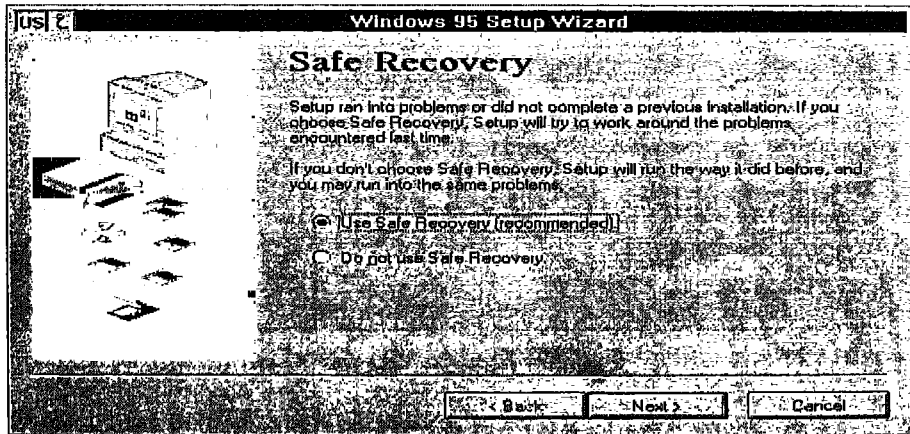 US ع
Windows 95 Setup Wizard
Safe Recovery
Setup ran into problems or did not complete a previous installation. If you
choose Safe Recovery, Setup will try to work around the problems
encountered last time.
If you don't choose Safe Recovery, Setup will run the way it did before, and
you may run into the same problems.
Use Safe Recovery (recommended).
Do not use Safe Recovery.
< Back
Next >
Cancel